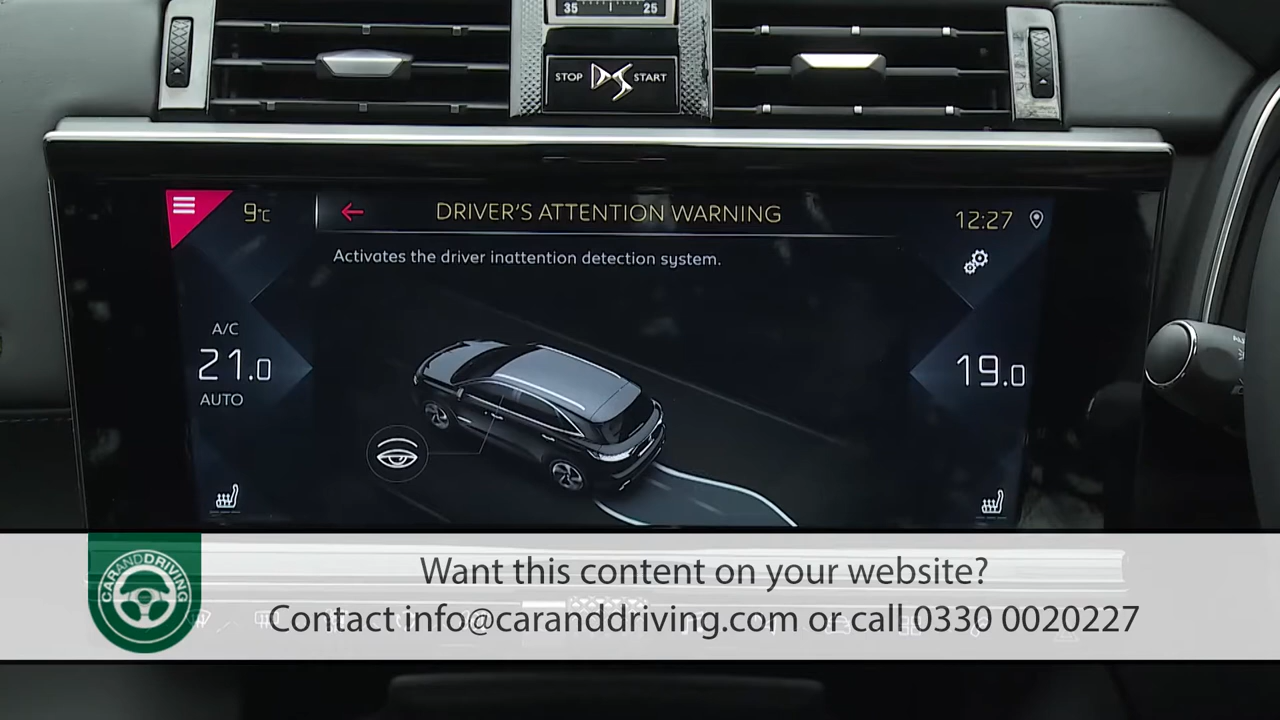 35 25
STOP DS START
9°C
DRIVER'S ATTENTION WARNING
12:27
Activates the driver inattention detection system.
A/C
21.0
AUTO
19.0
CARANDDRIVING
Want this content on your website?
Contact info@caranddriving.com or call 0330 0020227